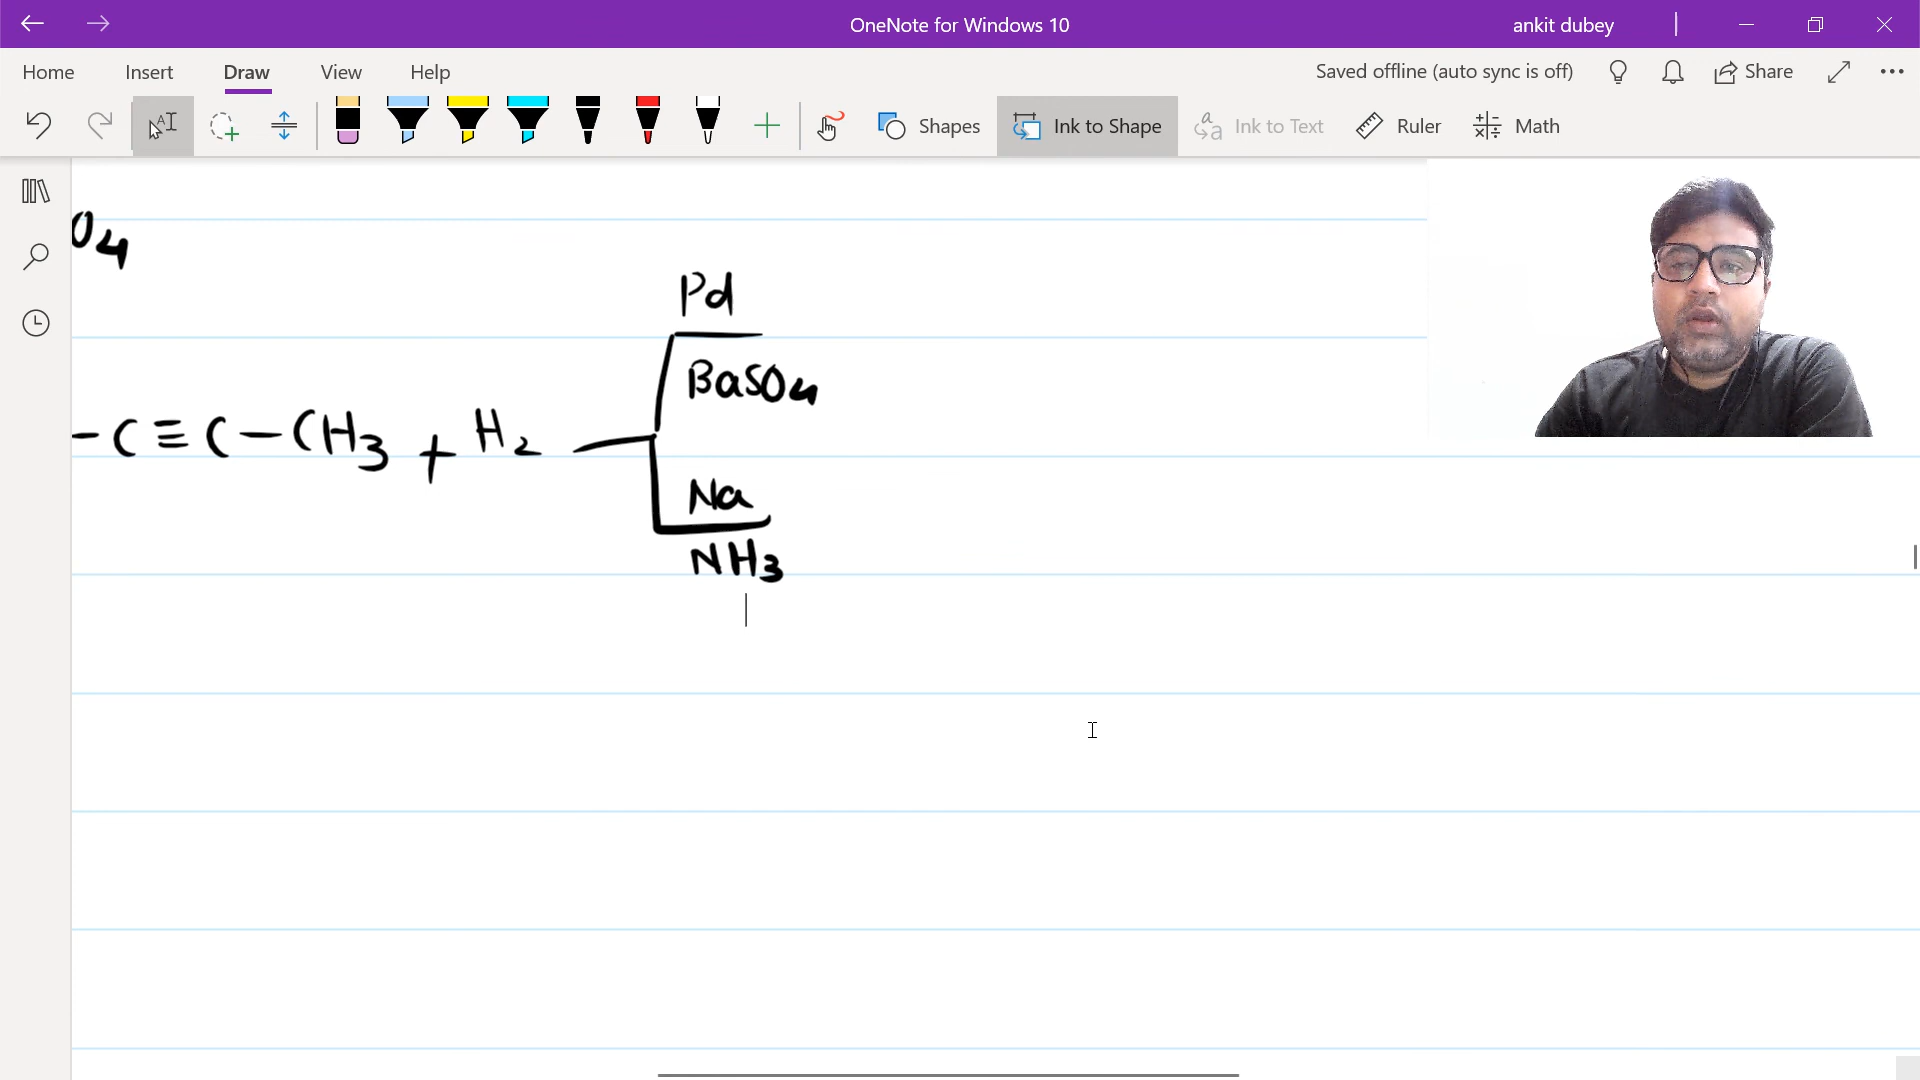 OneNote for Windows 10
ankit dubey
Home Insert Draw View Help
Saved offline (auto sync is off) Share
Shapes Ink to Shape Ink to Text Ruler Math
O4
Pd
BaSO4
-C≡C-CH3 + H2
Na
NH3